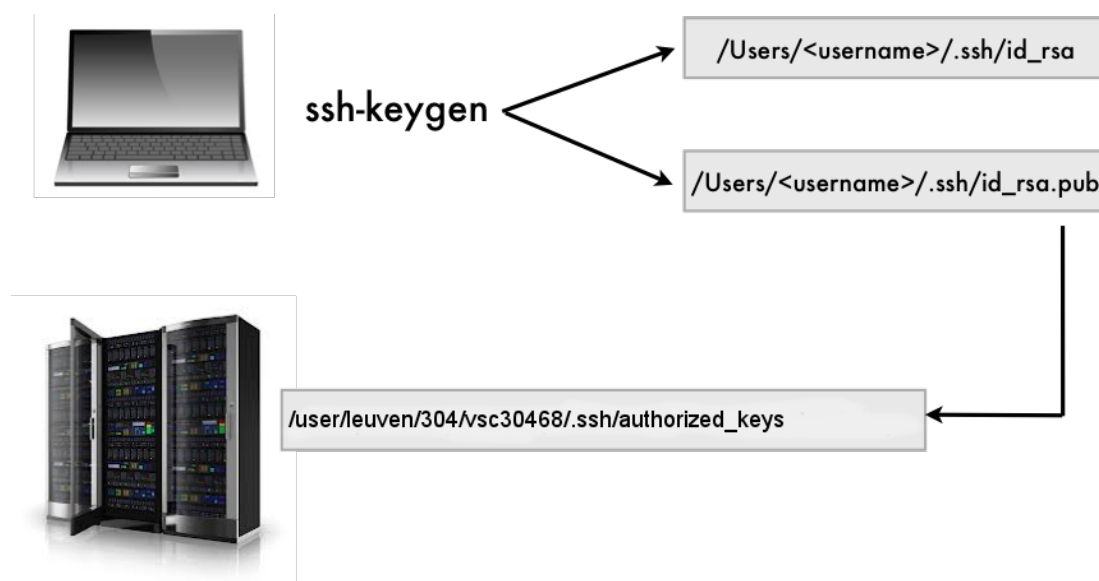 /Users/<username>/.ssh/id_rsa
ssh-keygen
/Users/<username>/.ssh/id_rsa.pub
/user/leuven/304/vsc30468/.ssh/authorized_keys